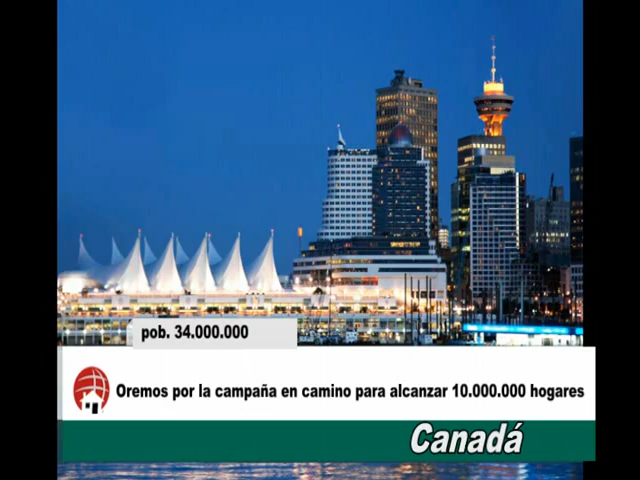 pob. 34.000.000
Oremos por la campaña en camino para alcanzar 10.000.000 hogares
Canadá